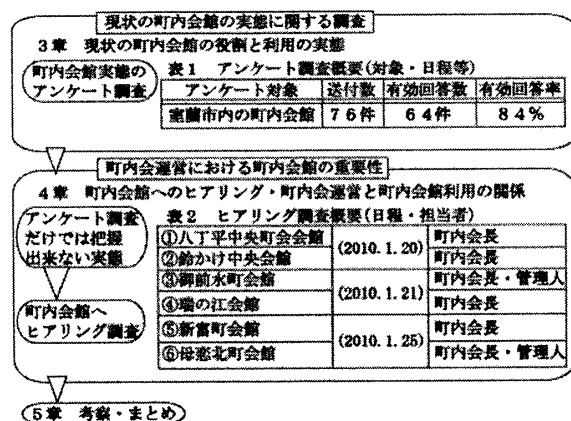 現状の町内会館の実態に関する調査
3章 現状の町内会館の役割と利用の実態
町内会館実態の
アンケート調査
表1 アンケート調査概要(対象・日程等)
アンケート対象 送付数 有効回答数 有効回答率
室蘭市内の町内会館 76件 64件 84%
町内会運営における町内会館の重要性
4章 町内会館へのヒアリング・町内会運営と町内会館利用の関係
アンケート調査
だけでは把握
出来ない実態
町内会館へ
ヒアリング調査
表2 ヒアリング調査概要(日程・担当者)
①八丁平中央町会会館 (2010.1.20) 町内会長
②鈴かけ中央会館 町内会長
③御前水町会館 (2010.1.21) 町内会長・管理人
④瑞の江会館 町内会長
⑤新富町会館 (2010.1.25) 町内会長
⑥母恋北町会館 町内会長・管理人
5章 考察・まとめ